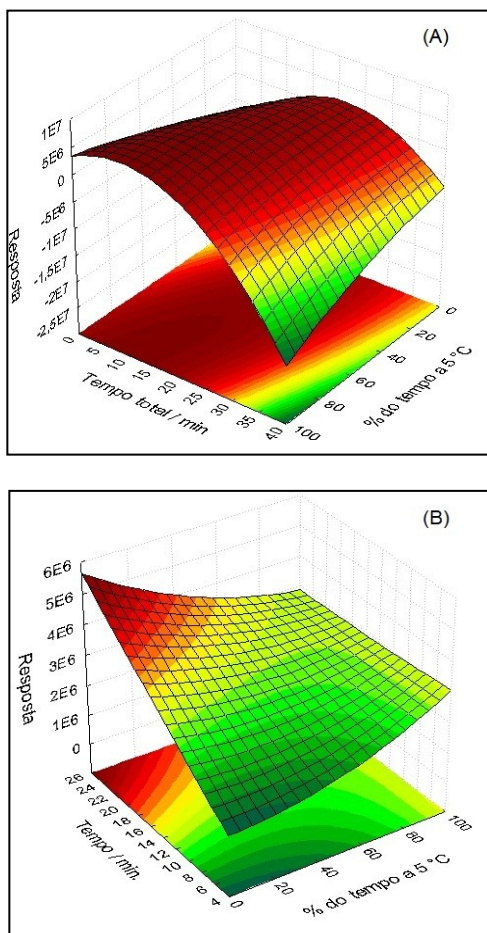 (A)
1E7
5E6
0
-5E6
-1E7
-1,5E7
-2E7
-2,5E7
Resposta
0
5
10
15
20
25
30
35
40
Tempo total / min
0
20
40
60
80
100
% do tempo a 5 °C
(B)
6E6
5E6
4E6
3E6
2E6
1E6
0
Resposta
26
24
22
20
18
16
14
12
10
8
6
4
Tempo / min.
0
20
40
60
80
100
% do tempo a 5 °C